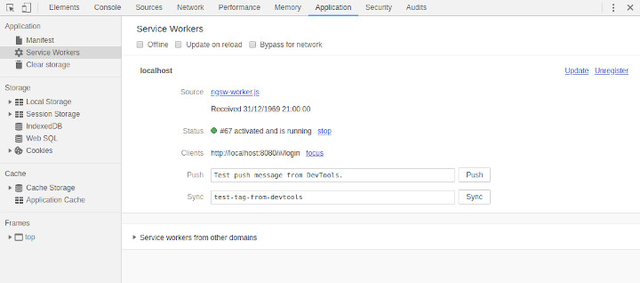 Elements Console Sources Network Performance Memory Application Security Audits
Application
Manifest
Service Workers
Clear storage
Storage
Local Storage
Session Storage
IndexedDB
Web SQL
Cookies
Cache
Cache Storage
Application Cache
Frames
top
Service Workers
Offline Update on reload Bypass for network
localhost Update Unregister
Source ngsw-worker.js
Received 31/12/1969 21:00:00
Status #67 activated and is running stop
Clients http://localhost:8080/#/login focus
Push Test push message from DevTools. Push
Sync test-tag-from-devtools Sync
Service workers from other domains